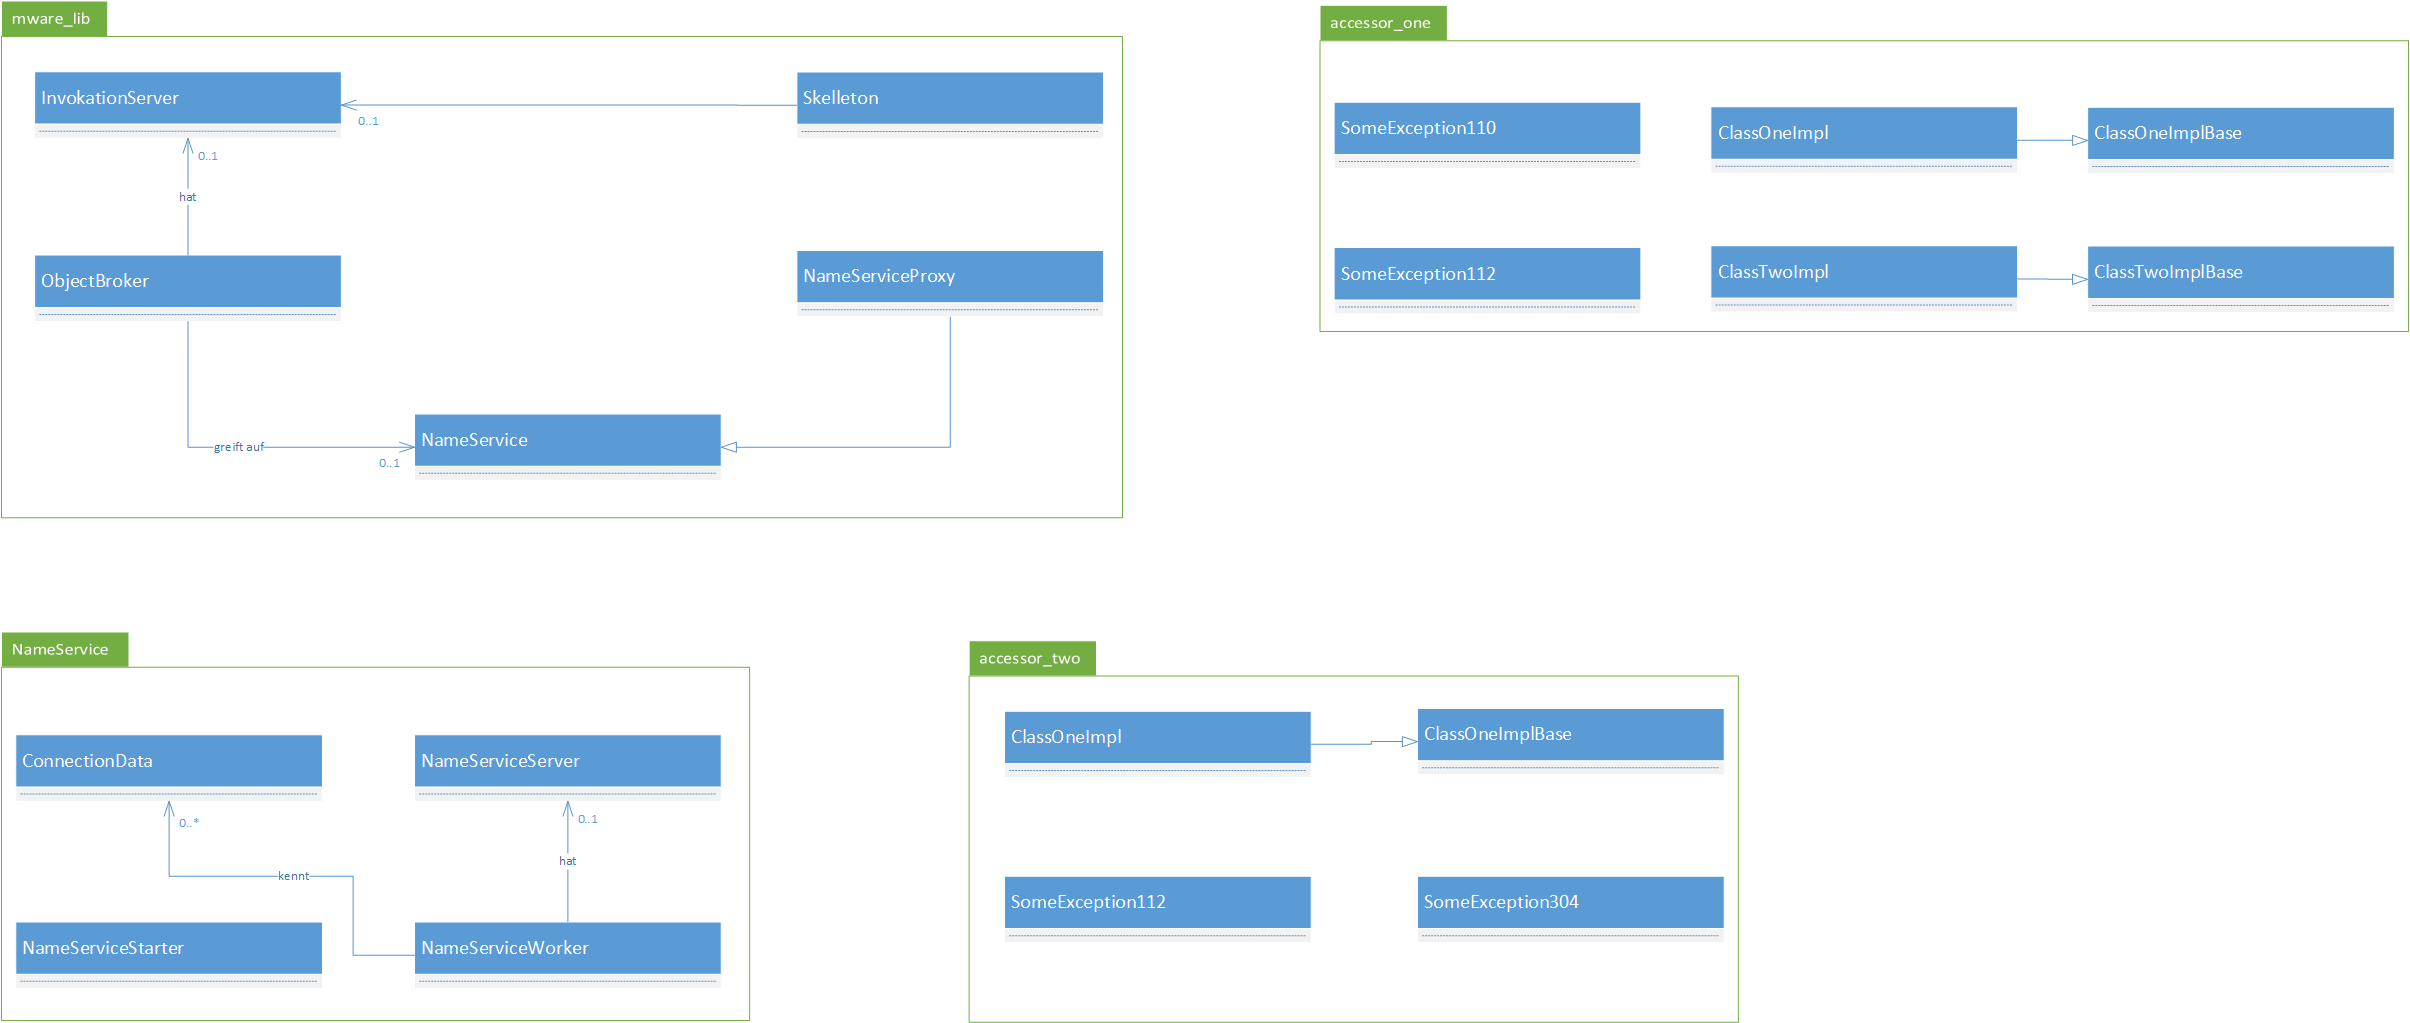 mware_lib
InvokationServer
0..1
Skelleton
0..1
hat
ObjectBroker
NameServiceProxy
greift auf
0..1
NameService
accessor_one
SomeException110
ClassOneImpl
ClassOneImplBase
SomeException112
ClassTwoImpl
ClassTwoImplBase
NameService
ConnectionData
NameServiceServer
0..*
0..1
hat
kennt
NameServiceStarter
NameServiceWorker
accessor_two
ClassOneImpl
ClassOneImplBase
SomeException112
SomeException304